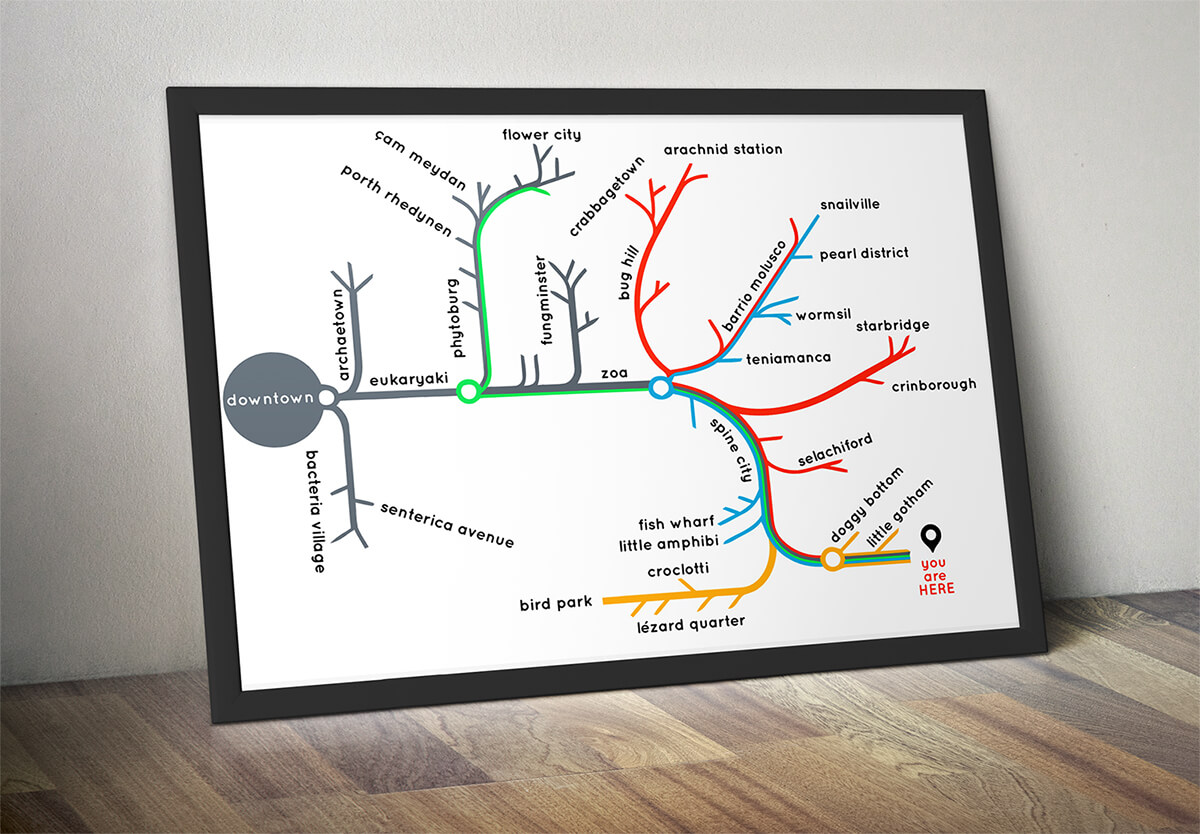 flower city
çam meydan
porth rhedynen
arachnid station
crabbagetown
snailville
pearl district
barrio molusco
bug hill
fungminster
phytoburg
archaetown
wormsil
starbridge
teniamanca
crinborough
eukaryaki
zoa
downtown
spine city
selachiford
bacteria village
senterica avenue
fish wharf
little amphibi
doggy bottom
little gotham
croclotti
bird park
lézard quarter
you
are
HERE